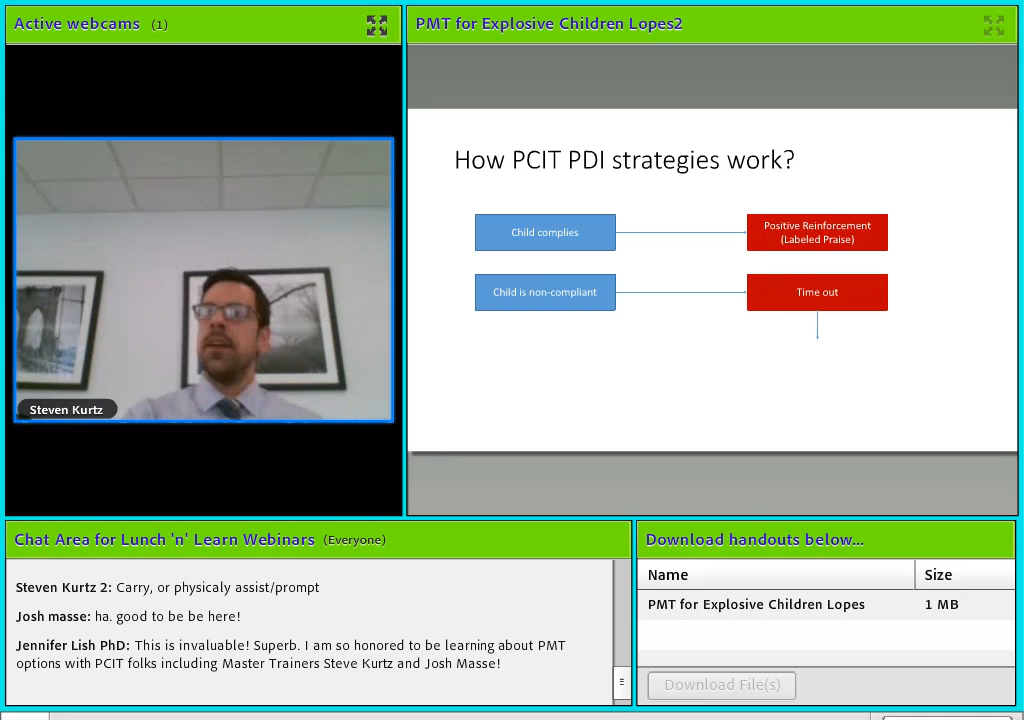 Active webcams (1)
PMT for Explosive Children Lopes2
How PCIT PDI strategies work?
Child complies
Positive Reinforcement
(Labeled Praise)
Child is non-compliant
Time out
Steven Kurtz
Chat Area for Lunch 'n' Learn Webinars (Everyone)
Steven Kurtz 2: Carry, or physicaly assist/prompt
Josh masse: ha. good to be be here!
Jennifer Lish PhD: This is invaluable! Superb. I am so honored to be learning about PMT
options with PCIT folks including Master Trainers Steve Kurtz and Josh Masse!
Download handouts below...
Name Size
PMT for Explosive Children Lopes 1 MB
Download File(s)